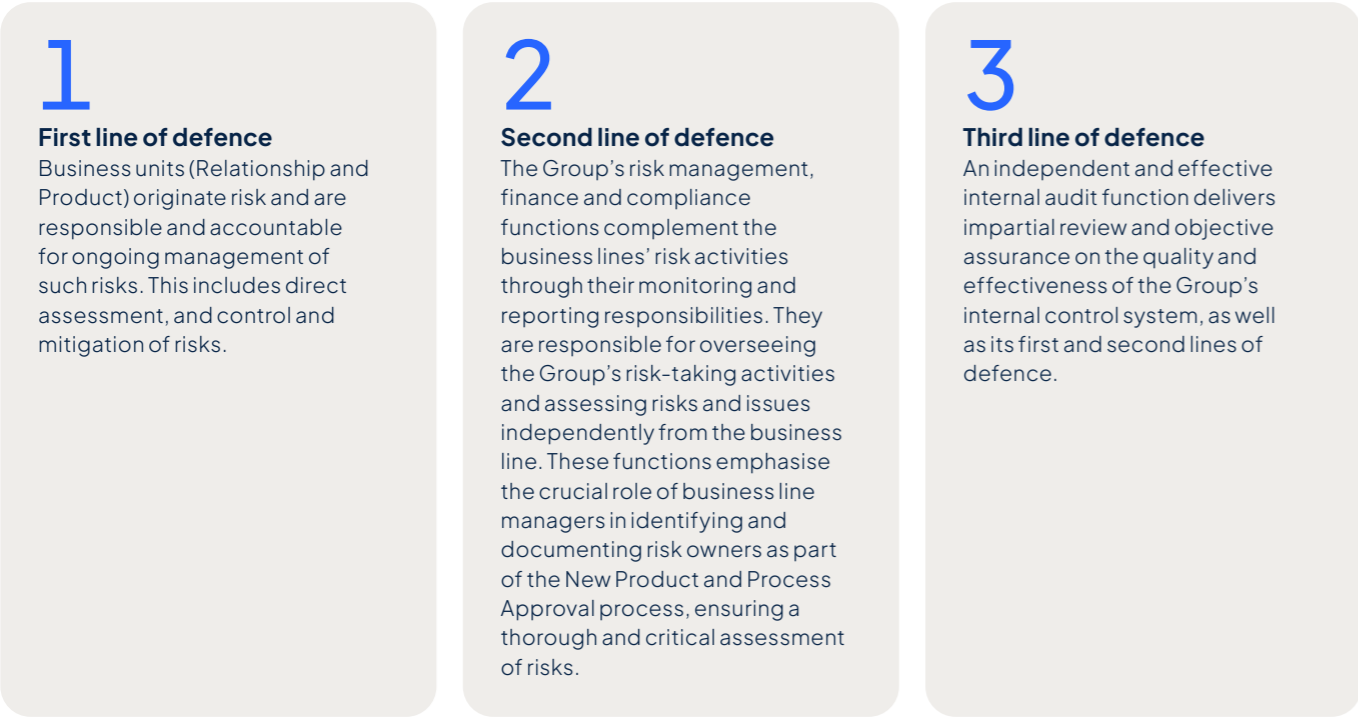 1
First line of defence
Business units (Relationship and
Product) originate risk and are
responsible and accountable
for ongoing management of
such risks. This includes direct
assessment, and control and
mitigation of risks.
2
Second line of defence
The Group’s risk management,
finance and compliance
functions complement the
business lines’ risk activities
through their monitoring and
reporting responsibilities. They
are responsible for overseeing
the Group’s risk-taking activities
and assessing risks and issues
independently from the business
line. These functions emphasise
the crucial role of business line
managers in identifying and
documenting risk owners as part
of the New Product and Process
Approval process, ensuring a
thorough and critical assessment
of risks.
3
Third line of defence
An independent and effective
internal audit function delivers
impartial review and objective
assurance on the quality and
effectiveness of the Group’s
internal control system, as well
as its first and second lines of
defence.